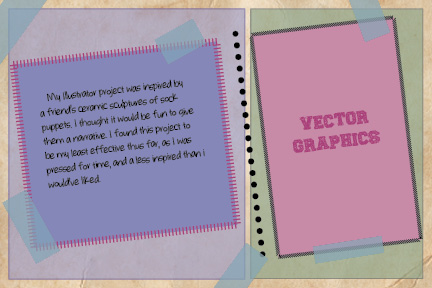 My Illustrator project was inspired by
a friend's ceramic sculptures of sock
puppets. I thought it would be fun to give
them a narrative. I found this project to
be my least effective thus far, as I was
pressed for time, and a less inspired than I
would've liked.
VECTOR
GRAPHICS